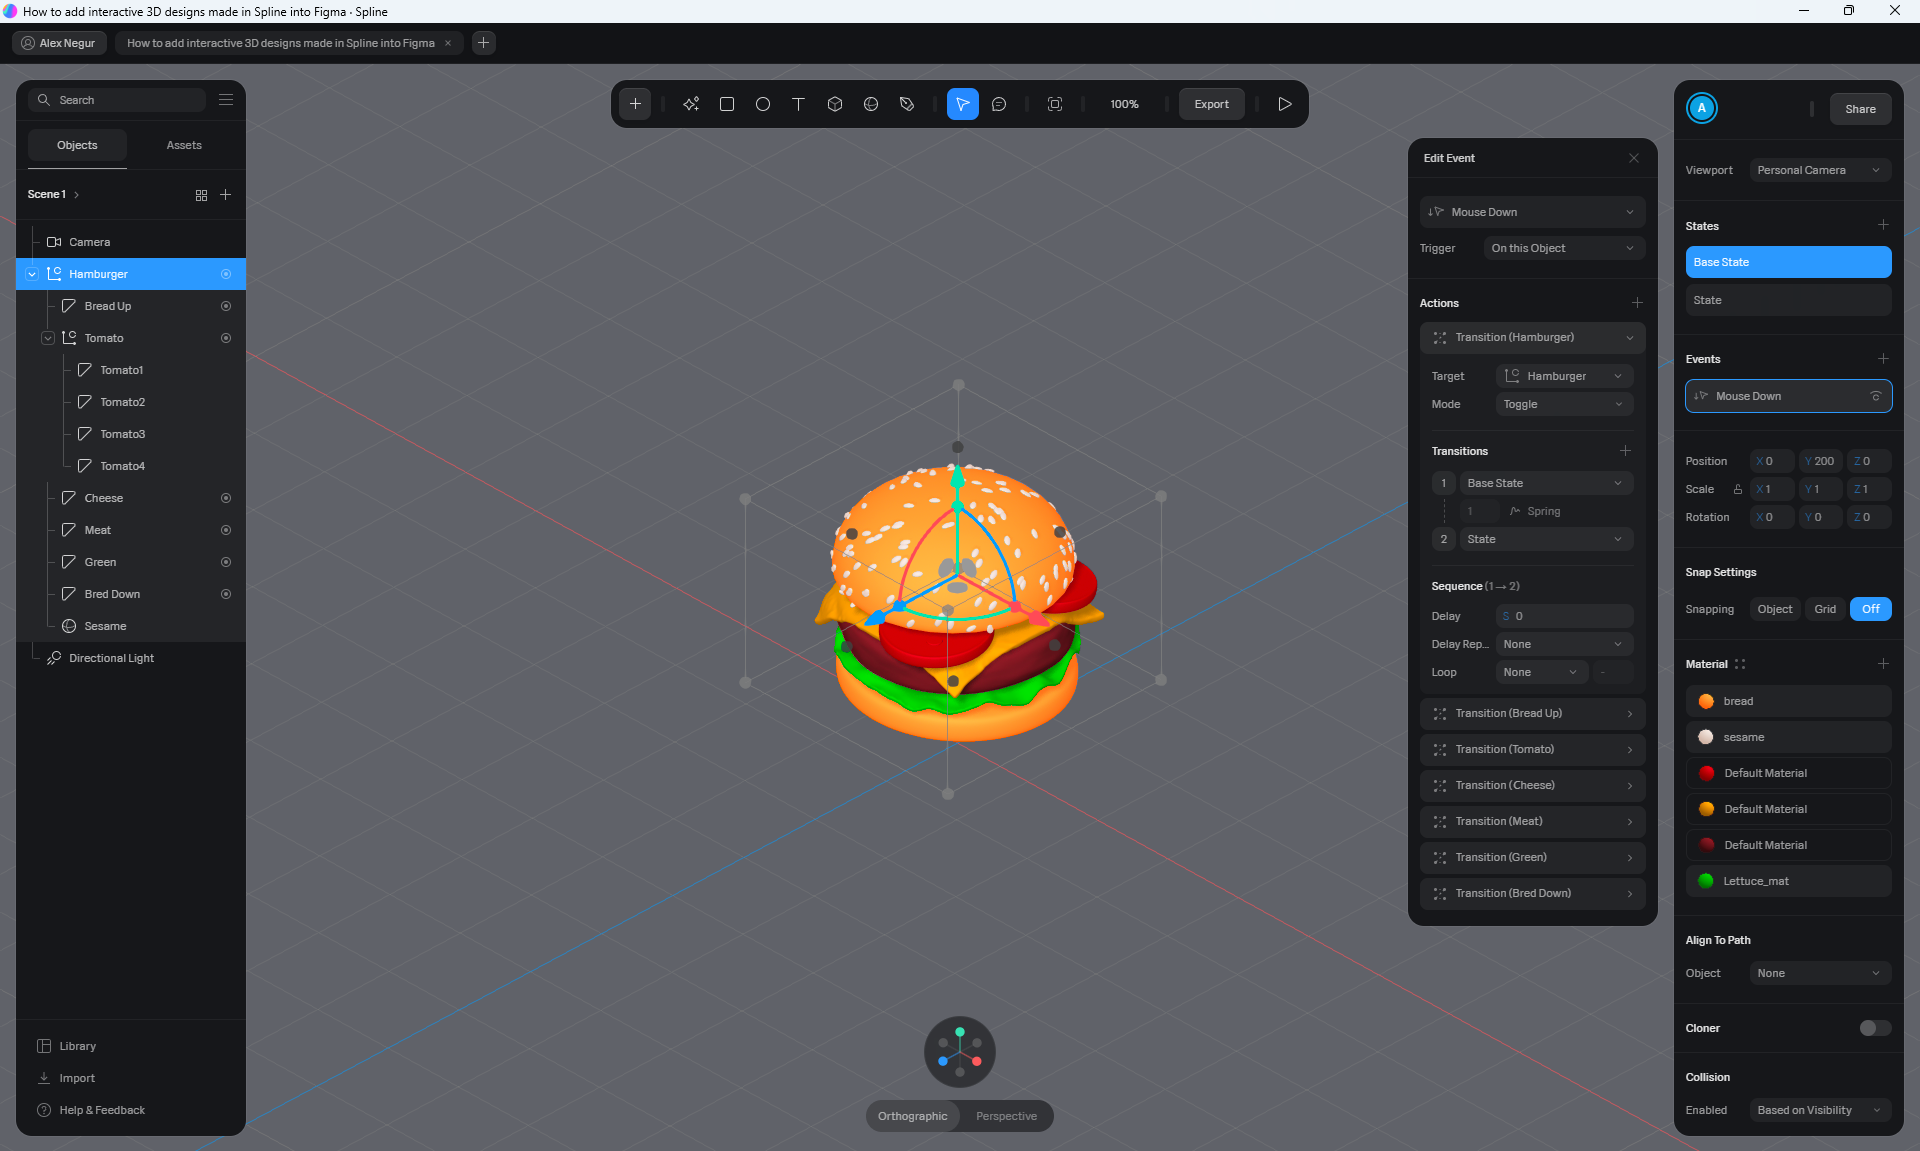 How to add interactive 3D designs made in Spline into Figma - Spline
Alex Negur
How to add interactive 3D designs made in Spline into Figma
Search
Objects
Assets
Scene 1
Camera
Hamburger
Bread Up
Tomato
Tomato1
Tomato2
Tomato3
Tomato4
Cheese
Meat
Green
Bred Down
Sesame
Directional Light
Library
Import
Help & Feedback
100%
Export
Orthographic
Perspective
Edit Event
Mouse Down
Trigger
On this Object
Actions
Transition (Hamburger)
Target
Hamburger
Mode
Toggle
Transitions
1
Base State
1
Spring
2
State
Sequence (1→2)
Delay
S 0
Delay Rep...
None
Loop
None
-
Transition (Bread Up)
Transition (Tomato)
Transition (Cheese)
Transition (Meat)
Transition (Green)
Transition (Bred Down)
A
Share
Viewport
Personal Camera
States
Base State
State
Events
Mouse Down
Position
X 0
Y 200
Z 0
Scale
X 1
Y 1
Z 1
Rotation
X 0
Y 0
Z 0
Snap Settings
Snapping
Object
Grid
Off
Material
bread
sesame
Default Material
Default Material
Default Material
Lettuce_mat
Align To Path
Object
None
Cloner
Collision
Enabled
Based on Visibility